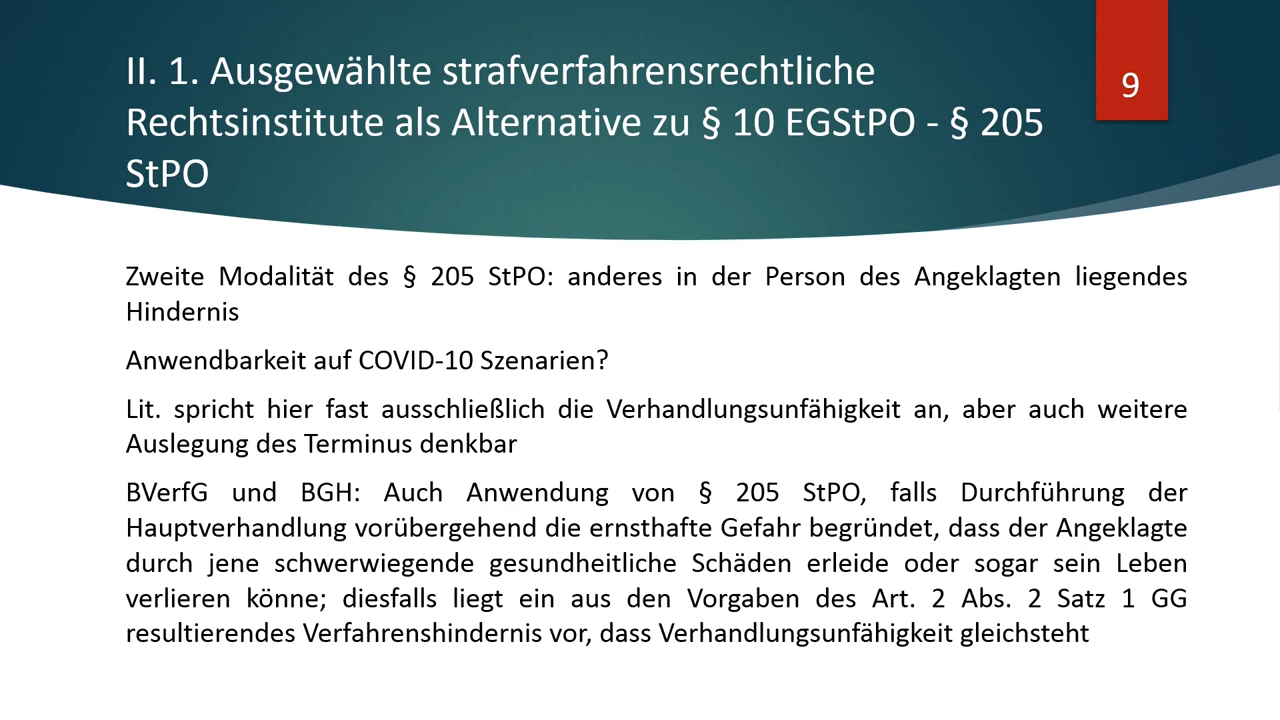 II. 1. Ausgewählte strafverfahrensrechtliche
Rechtsinstitute als Alternative zu § 10 EGStPO - § 205
StPO
9
Zweite Modalität des § 205 StPO: anderes in der Person des Angeklagten liegendes
Hindernis
Anwendbarkeit auf COVID-10 Szenarien?
Lit. spricht hier fast ausschließlich die Verhandlungsunfähigkeit an, aber auch weitere
Auslegung des Terminus denkbar
BVerfG und BGH: Auch Anwendung von § 205 StPO, falls Durchführung der
Hauptverhandlung vorübergehend die ernsthafte Gefahr begründet, dass der Angeklagte
durch jene schwerwiegende gesundheitliche Schäden erleide oder sogar sein Leben
verlieren könne; diesfalls liegt ein aus den Vorgaben des Art. 2 Abs. 2 Satz 1 GG
resultierendes Verfahrenshindernis vor, dass Verhandlungsunfähigkeit gleichsteht